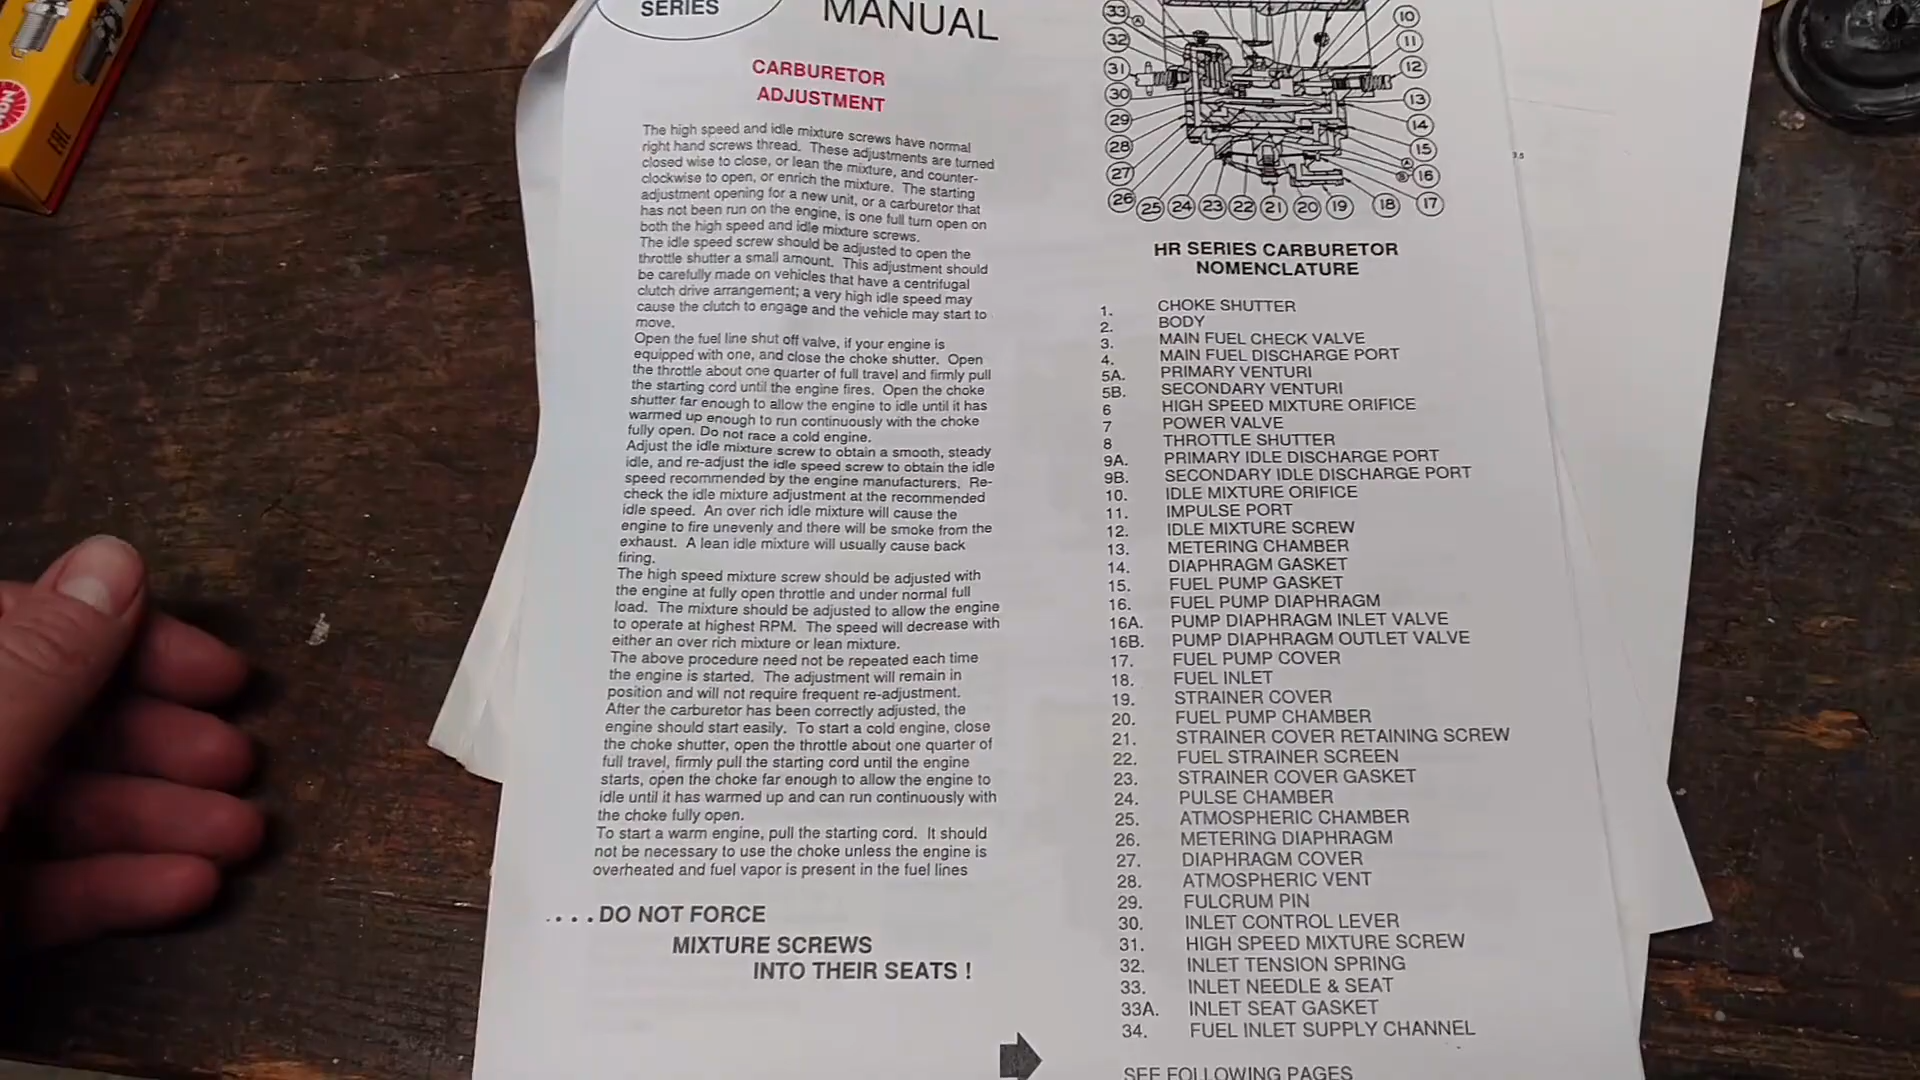 SERIES
MANUAL
CARBURETOR
ADJUSTMENT
The high speed and idle mixture screws have normal
right hand screws thread. These adjustments are turned
closed wise to close, or lean the mixture, and counter-
clockwise to open, or enrich the mixture. The starting
adjustment opening for a new unit, or a carburetor that
has not been run on the engine, is one full turn open on
both the high speed and idle mixture screws.
The idle speed screw should be adjusted to open the
throttle shutter a small amount. This adjustment should
be carefully made on vehicles that have a centrifugal
clutch drive arrangement; a very high idle speed may
cause the clutch to engage and the vehicle may start to
move.
Open the fuel line shut off valve, if your engine is
equipped with one, and close the choke shutter. Open
the throttle about one quarter of full travel and firmly pull
the starting cord until the engine fires. Open the choke
shutter far enough to allow the engine to idle until it has
warmed up enough to run continuously with the choke
fully open. Do not race a cold engine.
Adjust the idle mixture screw to obtain a smooth, steady
idle, and re-adjust the idle speed screw to obtain the idle
speed recommended by the engine manufacturers. Re-
check the idle mixture adjustment at the recommended
idle speed. An over rich idle mixture will cause the
engine to fire unevenly and there will be smoke from the
exhaust. A lean idle mixture will usually cause back
firing.
The high speed mixture screw should be adjusted with
the engine at fully open throttle and under normal full
load. The mixture should be adjusted to allow the engine
to operate at highest RPM. The speed will decrease with
either an over rich mixture or lean mixture.
The above procedure need not be repeated each time
the engine is started. The adjustment will remain in
position and will not require frequent re-adjustment.
After the carburetor has been correctly adjusted, the
engine should start easily. To start a cold engine, close
the choke shutter, open the throttle about one quarter of
full travel, firmly pull the starting cord until the engine
starts, open the choke far enough to allow the engine to
idle until it has warmed up and can run continuously with
the choke fully open.
To start a warm engine, pull the starting cord. It should
not be necessary to use the choke unless the engine is
overheated and fuel vapor is present in the fuel lines
....DO NOT FORCE
MIXTURE SCREWS
INTO THEIR SEATS !
33 A 10
32 11
31 12
30 13
29 14
28 15
27 A B 16
26 25 24 23 22 21 20 19 18 17
HR SERIES CARBURETOR
NOMENCLATURE
1. CHOKE SHUTTER
2. BODY
3. MAIN FUEL CHECK VALVE
4. MAIN FUEL DISCHARGE PORT
5A. PRIMARY VENTURI
5B. SECONDARY VENTURI
6 HIGH SPEED MIXTURE ORIFICE
7 POWER VALVE
8 THROTTLE SHUTTER
9A. PRIMARY IDLE DISCHARGE PORT
9B. SECONDARY IDLE DISCHARGE PORT
10. IDLE MIXTURE ORIFICE
11. IMPULSE PORT
12. IDLE MIXTURE SCREW
13. METERING CHAMBER
14. DIAPHRAGM GASKET
15. FUEL PUMP GASKET
16. FUEL PUMP DIAPHRAGM
16A. PUMP DIAPHRAGM INLET VALVE
16B. PUMP DIAPHRAGM OUTLET VALVE
17. FUEL PUMP COVER
18. FUEL INLET
19. STRAINER COVER
20. FUEL PUMP CHAMBER
21. STRAINER COVER RETAINING SCREW
22. FUEL STRAINER SCREEN
23. STRAINER COVER GASKET
24. PULSE CHAMBER
25. ATMOSPHERIC CHAMBER
26. METERING DIAPHRAGM
27. DIAPHRAGM COVER
28. ATMOSPHERIC VENT
29. FULCRUM PIN
30. INLET CONTROL LEVER
31. HIGH SPEED MIXTURE SCREW
32. INLET TENSION SPRING
33. INLET NEEDLE & SEAT
33A. INLET SEAT GASKET
34. FUEL INLET SUPPLY CHANNEL
SEE FOLLOWING PAGES
EAC